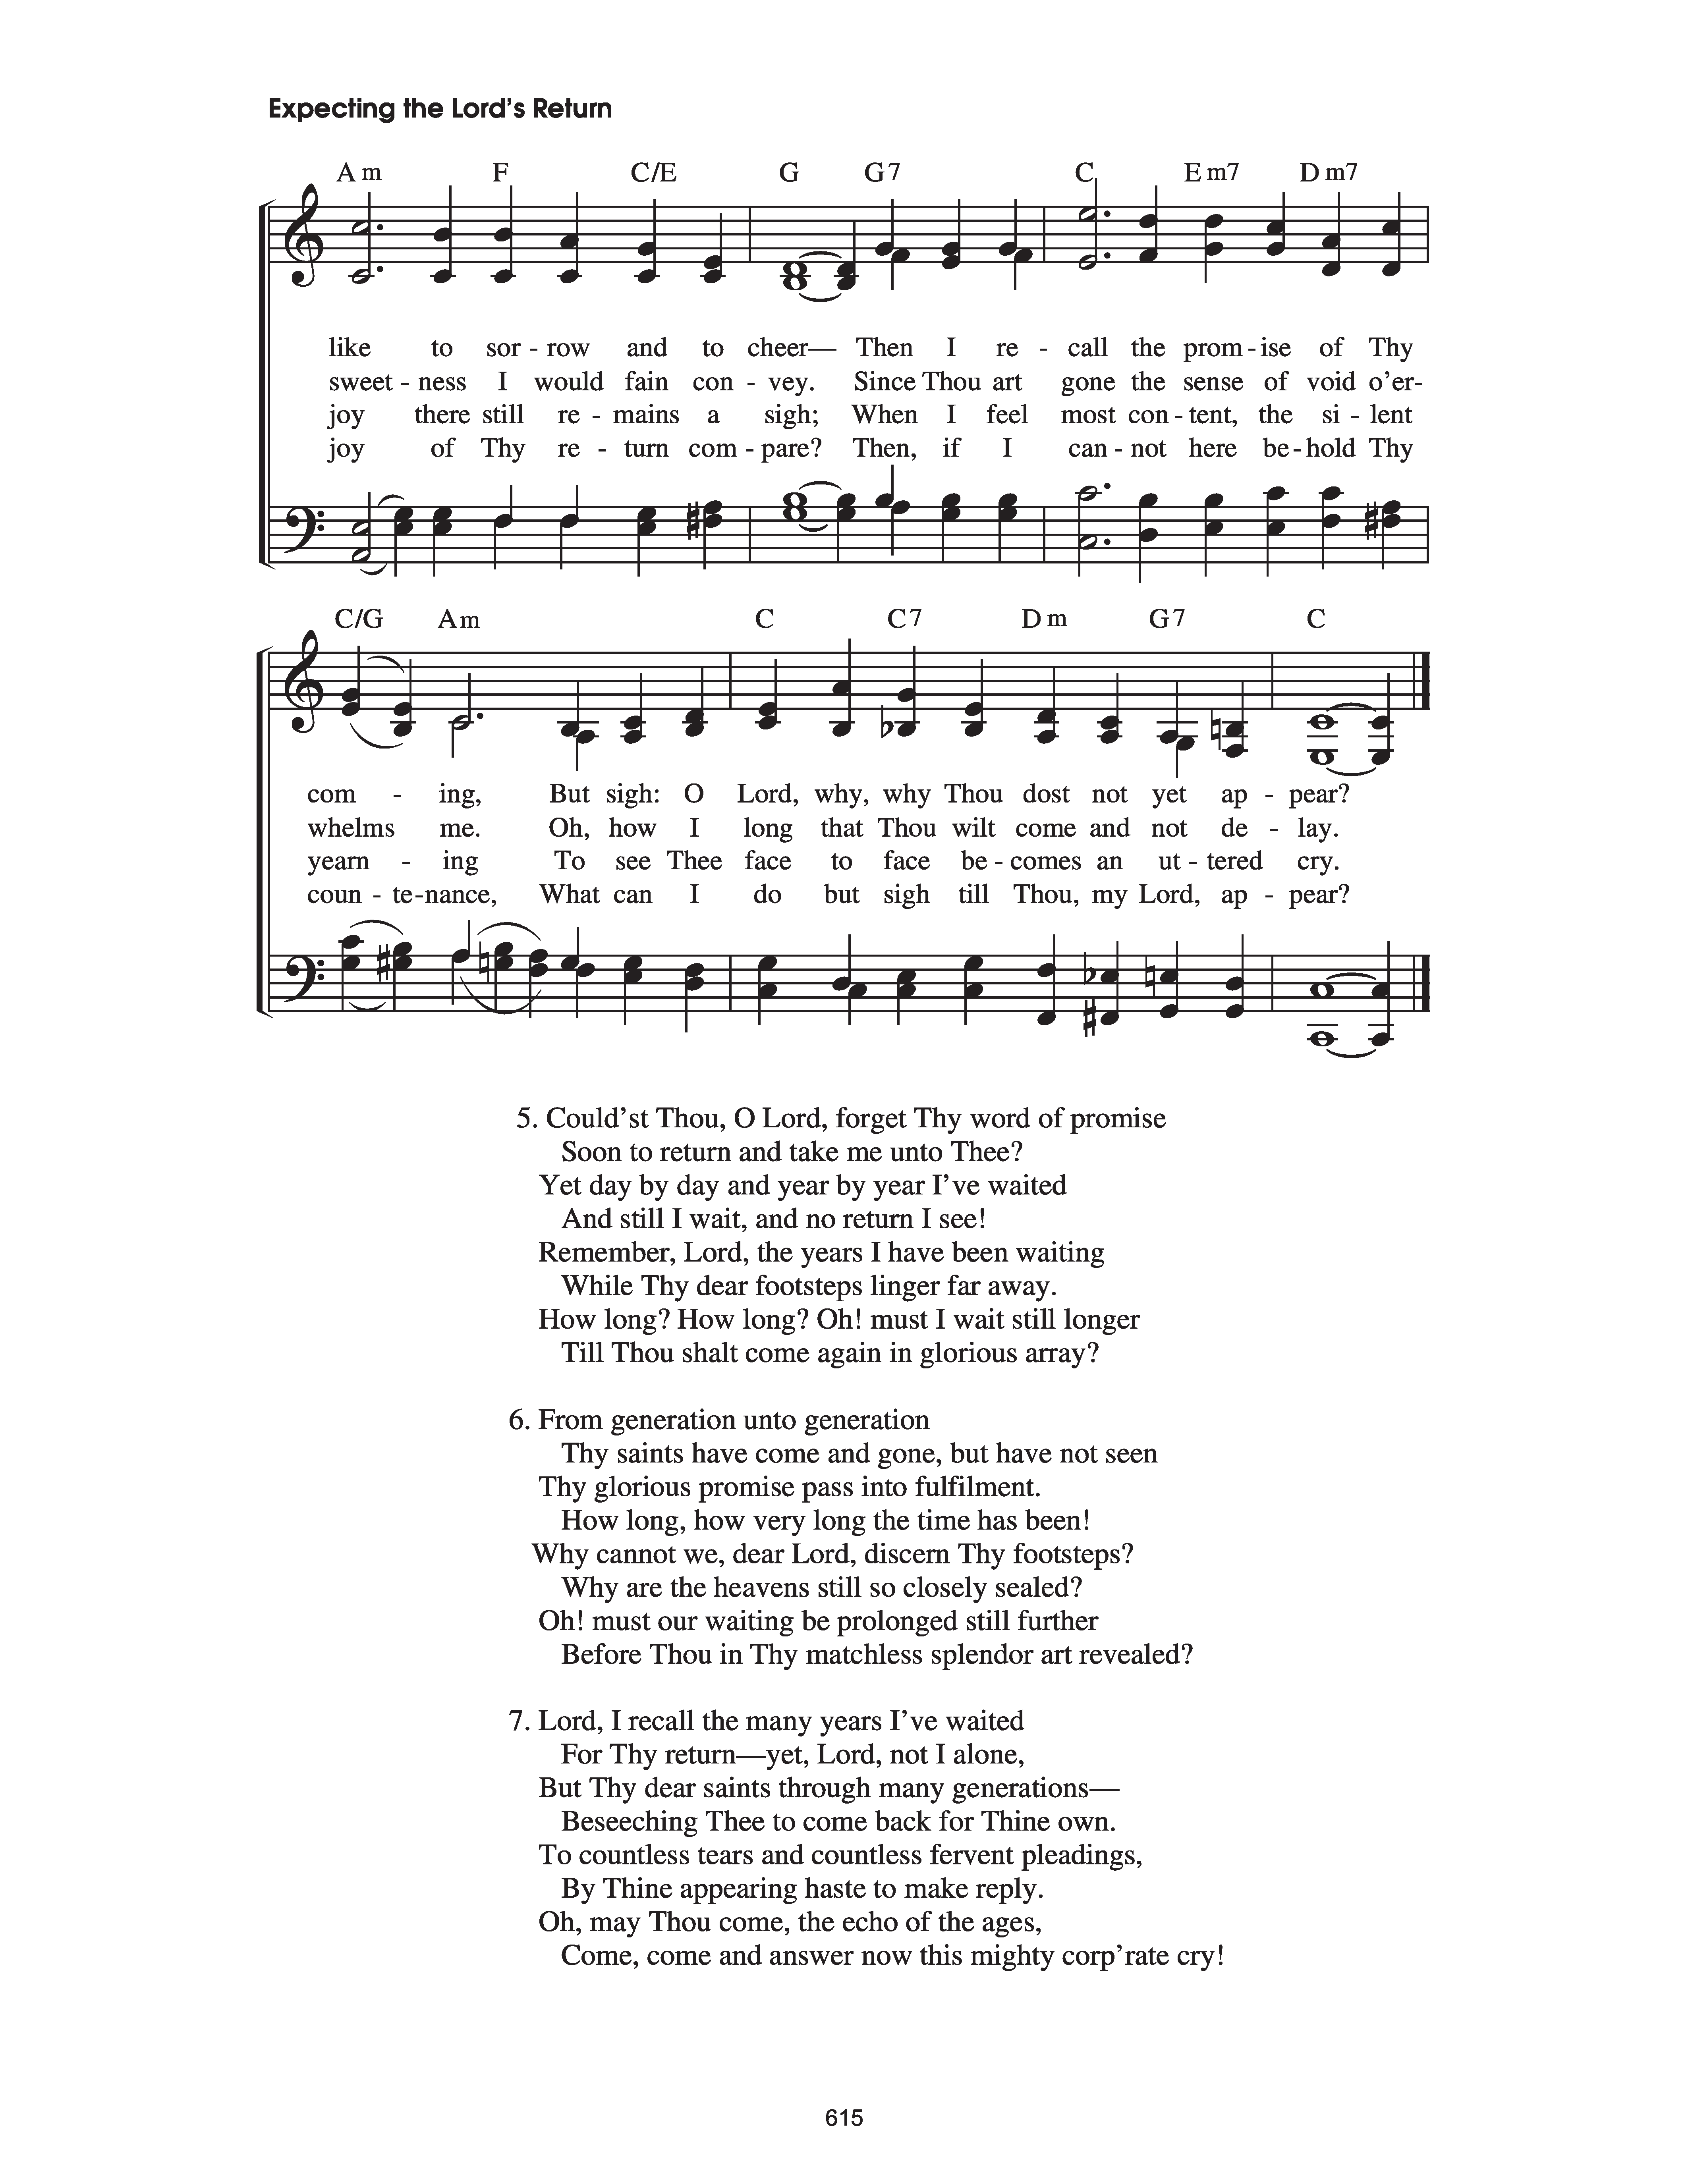 Expecting the Lord's Return
Am F C/E G G7 C Em7 Dm7
like to sor - row and to cheer— Then I re - call the prom - ise of Thy
sweet - ness I would fain con - vey. Since Thou art gone the sense of void o'er-
joy there still re - mains a sigh; When I feel most con - tent, the si - lent
joy of Thy re - turn com - pare? Then, if I can - not here be - hold Thy
C/G Am C C7 Dm G7 C
com - ing, But sigh: O Lord, why, why Thou dost not yet ap - pear?
whelms me. Oh, how I long that Thou wilt come and not de - lay.
yearn - ing To see Thee face to face be - comes an ut - tered cry.
coun - te - nance, What can I do but sigh till Thou, my Lord, ap - pear?
5. Could'st Thou, O Lord, forget Thy word of promise
Soon to return and take me unto Thee?
Yet day by day and year by year I've waited
And still I wait, and no return I see!
Remember, Lord, the years I have been waiting
While Thy dear footsteps linger far away.
How long? How long? Oh! must I wait still longer
Till Thou shalt come again in glorious array?
6. From generation unto generation
Thy saints have come and gone, but have not seen
Thy glorious promise pass into fulfilment.
How long, how very long the time has been!
Why cannot we, dear Lord, discern Thy footsteps?
Why are the heavens still so closely sealed?
Oh! must our waiting be prolonged still further
Before Thou in Thy matchless splendor art revealed?
7. Lord, I recall the many years I've waited
For Thy return—yet, Lord, not I alone,
But Thy dear saints through many generations—
Beseeching Thee to come back for Thine own.
To countless tears and countless fervent pleadings,
By Thine appearing haste to make reply.
Oh, may Thou come, the echo of the ages,
Come, come and answer now this mighty corp'rate cry!
615